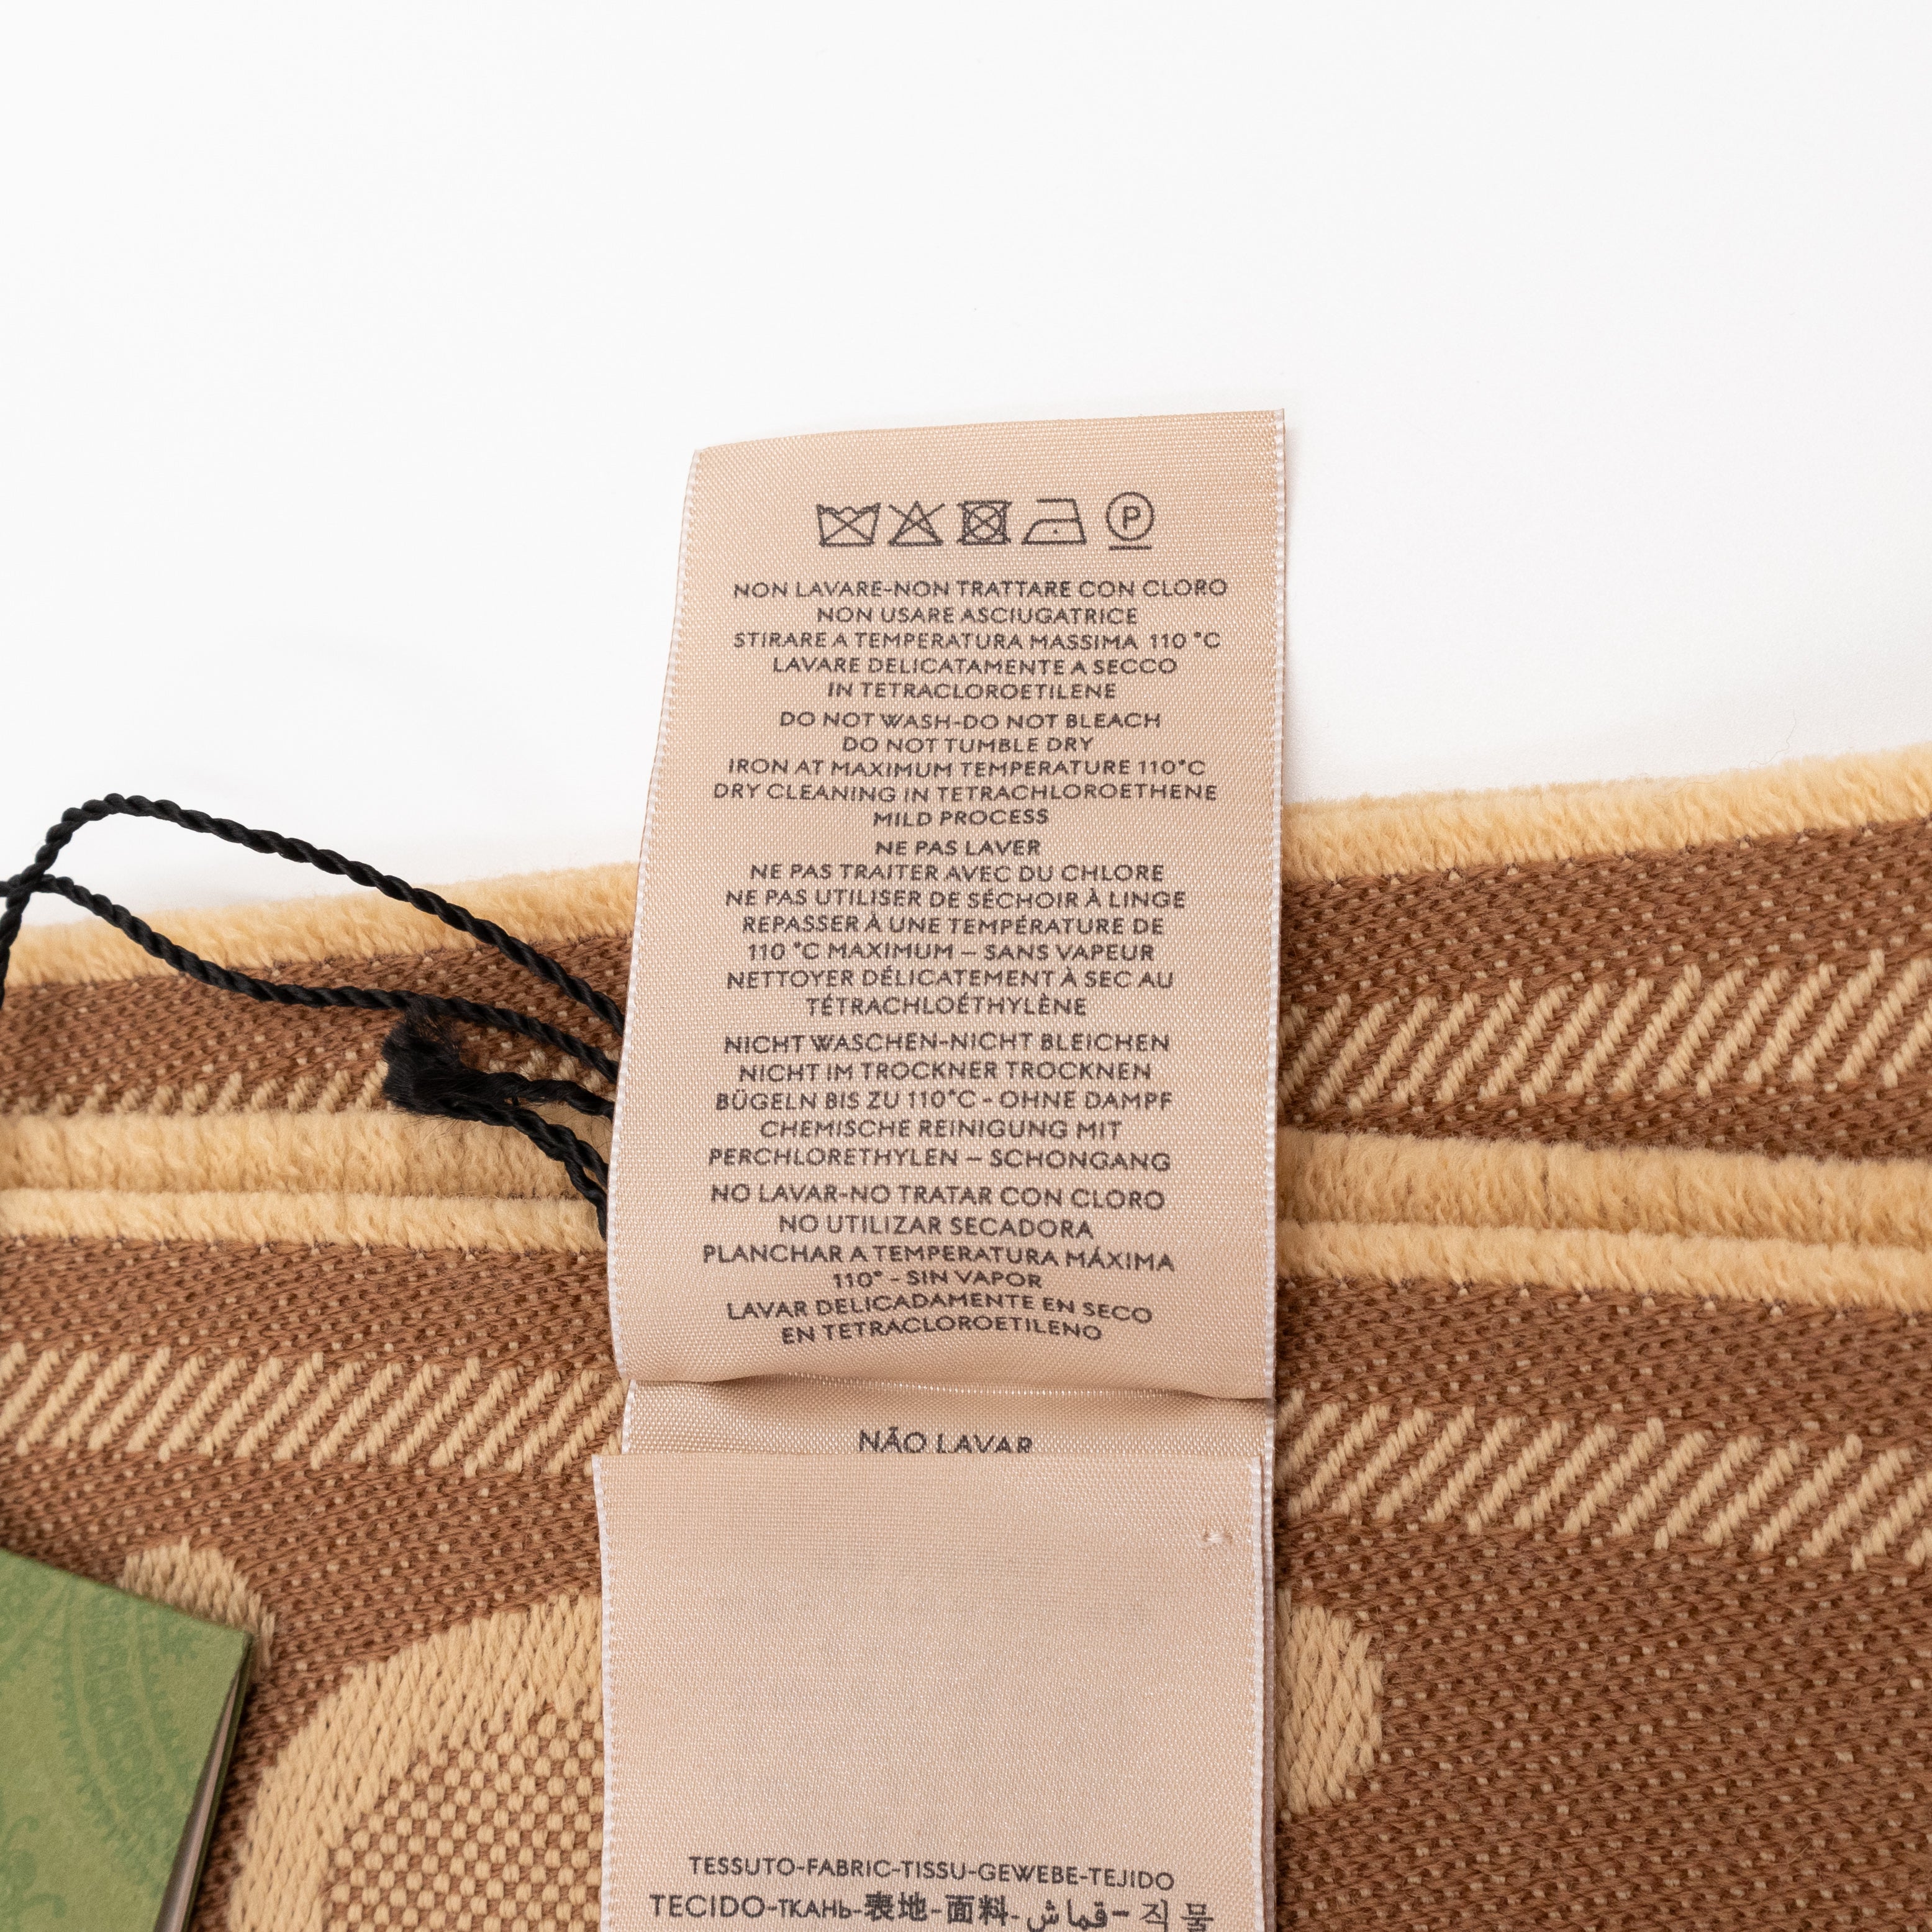 P
NON LAVARE-NON TRATTARE CON CLORO
NON USARE ASCIUGATRICE
STIRARE A TEMPERATURA MASSIMA 110 °C
LAVARE DELICATAMENTE A SECCO
IN TETRACLOROETILENE
DO NOT WASH-DO NOT BLEACH
DO NOT TUMBLE DRY
IRON AT MAXIMUM TEMPERATURE 110°C
DRY CLEANING IN TETRACHLOROETHENE
MILD PROCESS
NE PAS LAVER
NE PAS TRAITER AVEC DU CHLORE
NE PAS UTILISER DE SÉCHOIR À LINGE
REPASSER À UNE TEMPÉRATURE DE
110 °C MAXIMUM – SANS VAPEUR
NETTOYER DÉLICATEMENT À SEC AU
TÉTRACHLOÉTHYLÈNE
NICHT WASCHEN-NICHT BLEICHEN
NICHT IM TROCKNER TROCKNEN
BÜGELN BIS ZU 110°C - OHNE DAMPF
CHEMISCHE REINIGUNG MIT
PERCHLORETHYLEN – SCHONGANG
NO LAVAR-NO TRATAR CON CLORO
NO UTILIZAR SECADORA
PLANCHAR A TEMPERATURA MÁXIMA
110° - SIN VAPOR
LAVAR DELICADAMENTE EN SECO
EN TETRACLOROETILENO
NÃO LAVAR
TESSUTO-FABRIC-TISSU-GEWEBE-TEJIDO
TECIDO-ТКАНЬ-表地-面料-قماش-직물